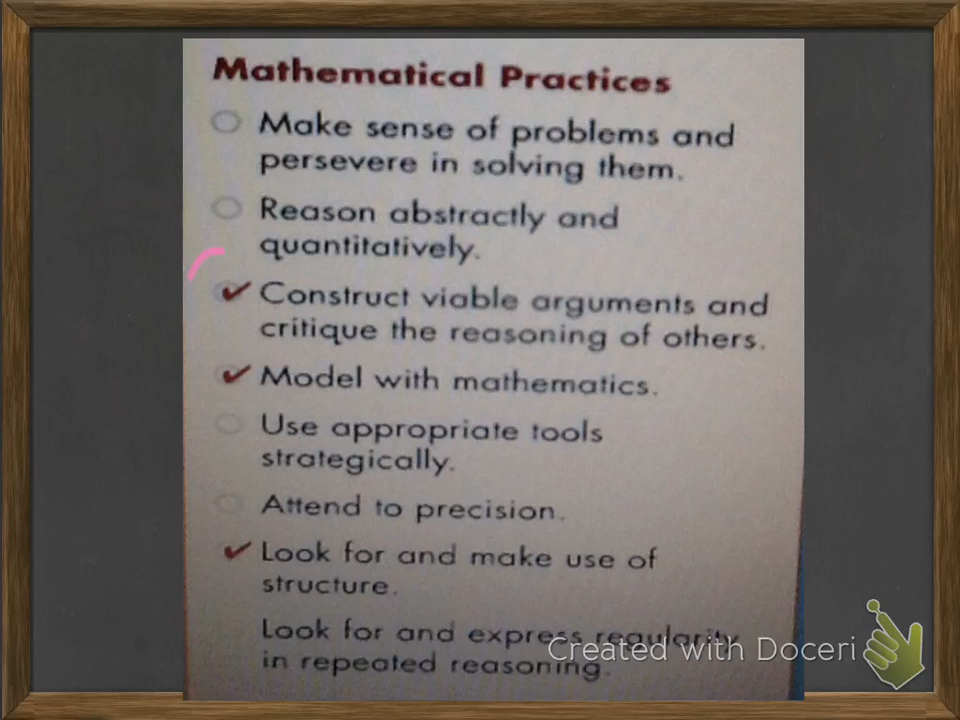 Mathematical Practices
Make sense of problems and
persevere in solving them.
Reason abstractly and
quantitatively.
Construct viable arguments and
critique the reasoning of others.
Model with mathematics.
Use appropriate tools
strategically.
Attend to precision.
Look for and make use of
structure.
Look for and express regularity
in repeated reasoning.
Created with Doceri